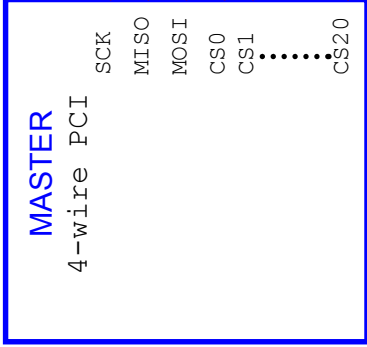 MASTER
4-wire PCI
SCK
MISO
MOSI
CS0
CS1.......CS20